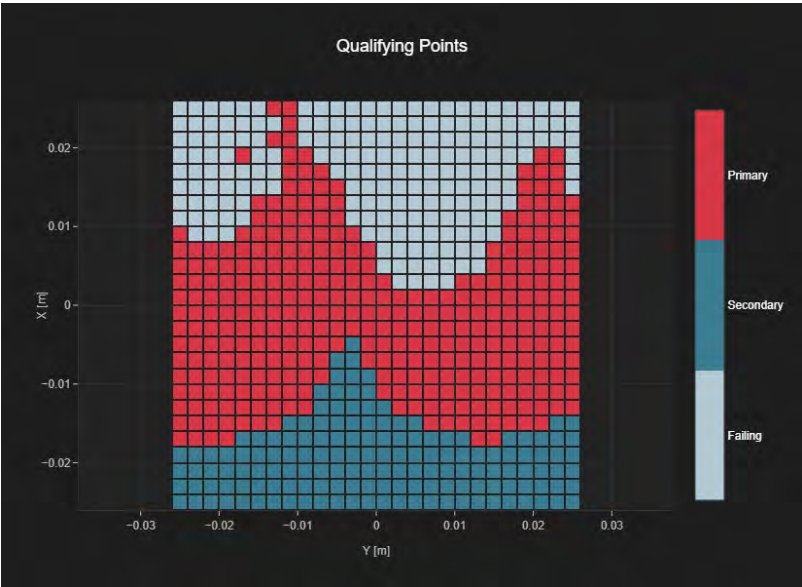 Qualifying Points
0.02
0.01
0
−0.01
−0.02
X [m]
−0.03
−0.02
−0.01
0
0.01
0.02
0.03
Y [m]
Primary
Secondary
Failing